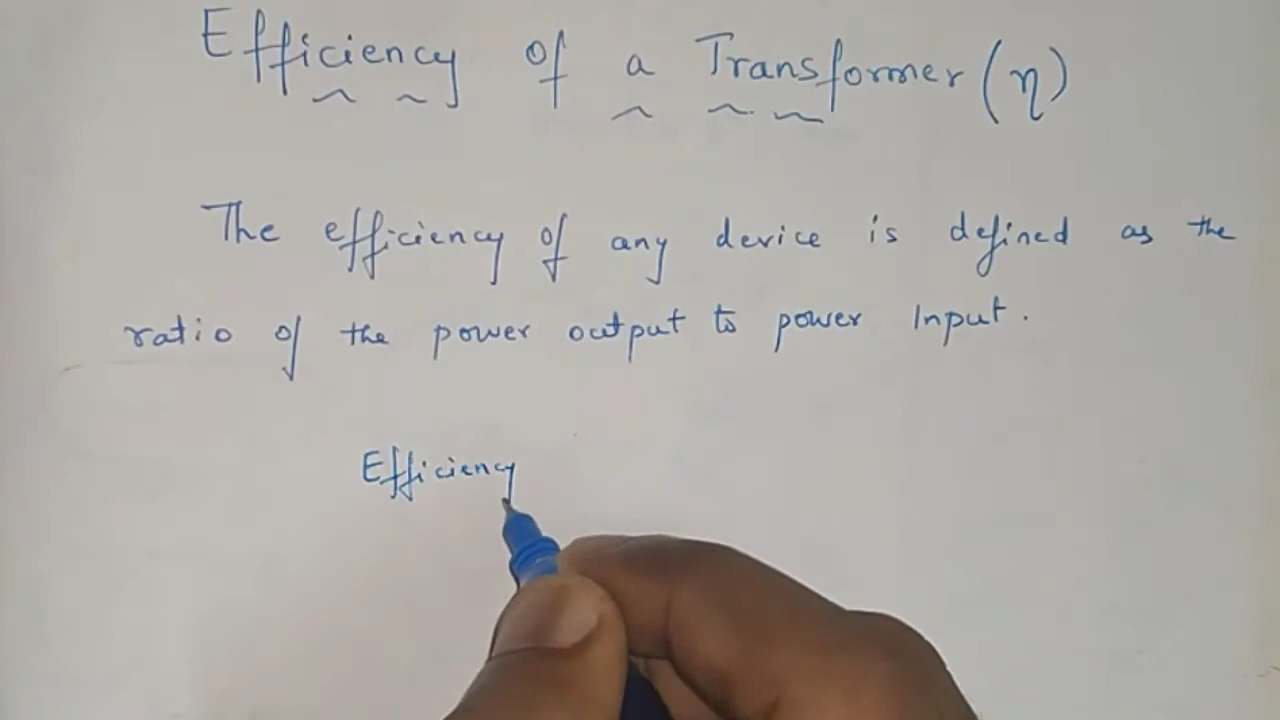 Efficiency of a Transformer (η)
The efficiency of any device is defined as the
ratio of the power output to power Input.
Efficiency